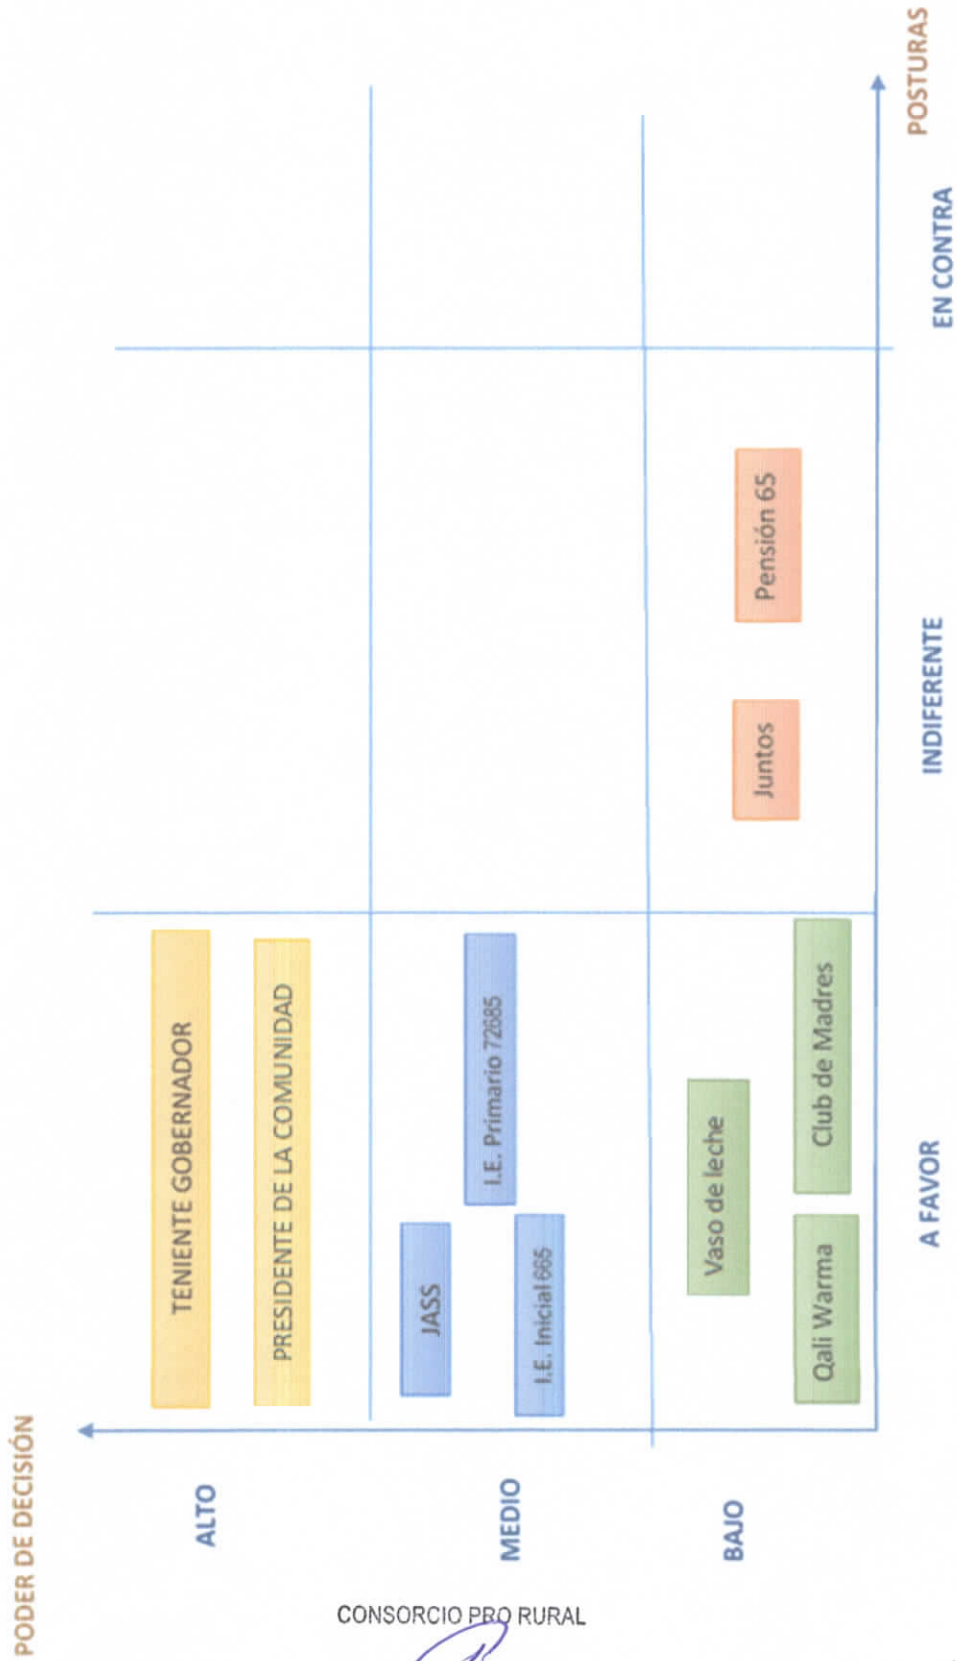 PODER DE DECISIÓN
ALTO
TENIENTE GOBERNADOR
PRESIDENTE DE LA COMUNIDAD
MEDIO
JASS
I.E. Primario 72685
I.E. Inicial 665
BAJO
Vaso de leche
Qali Warma
Club de Madres
Juntos
Pensión 65
A FAVOR
INDIFERENTE
EN CONTRA
POSTURAS
CONSORCIO PRO RURAL